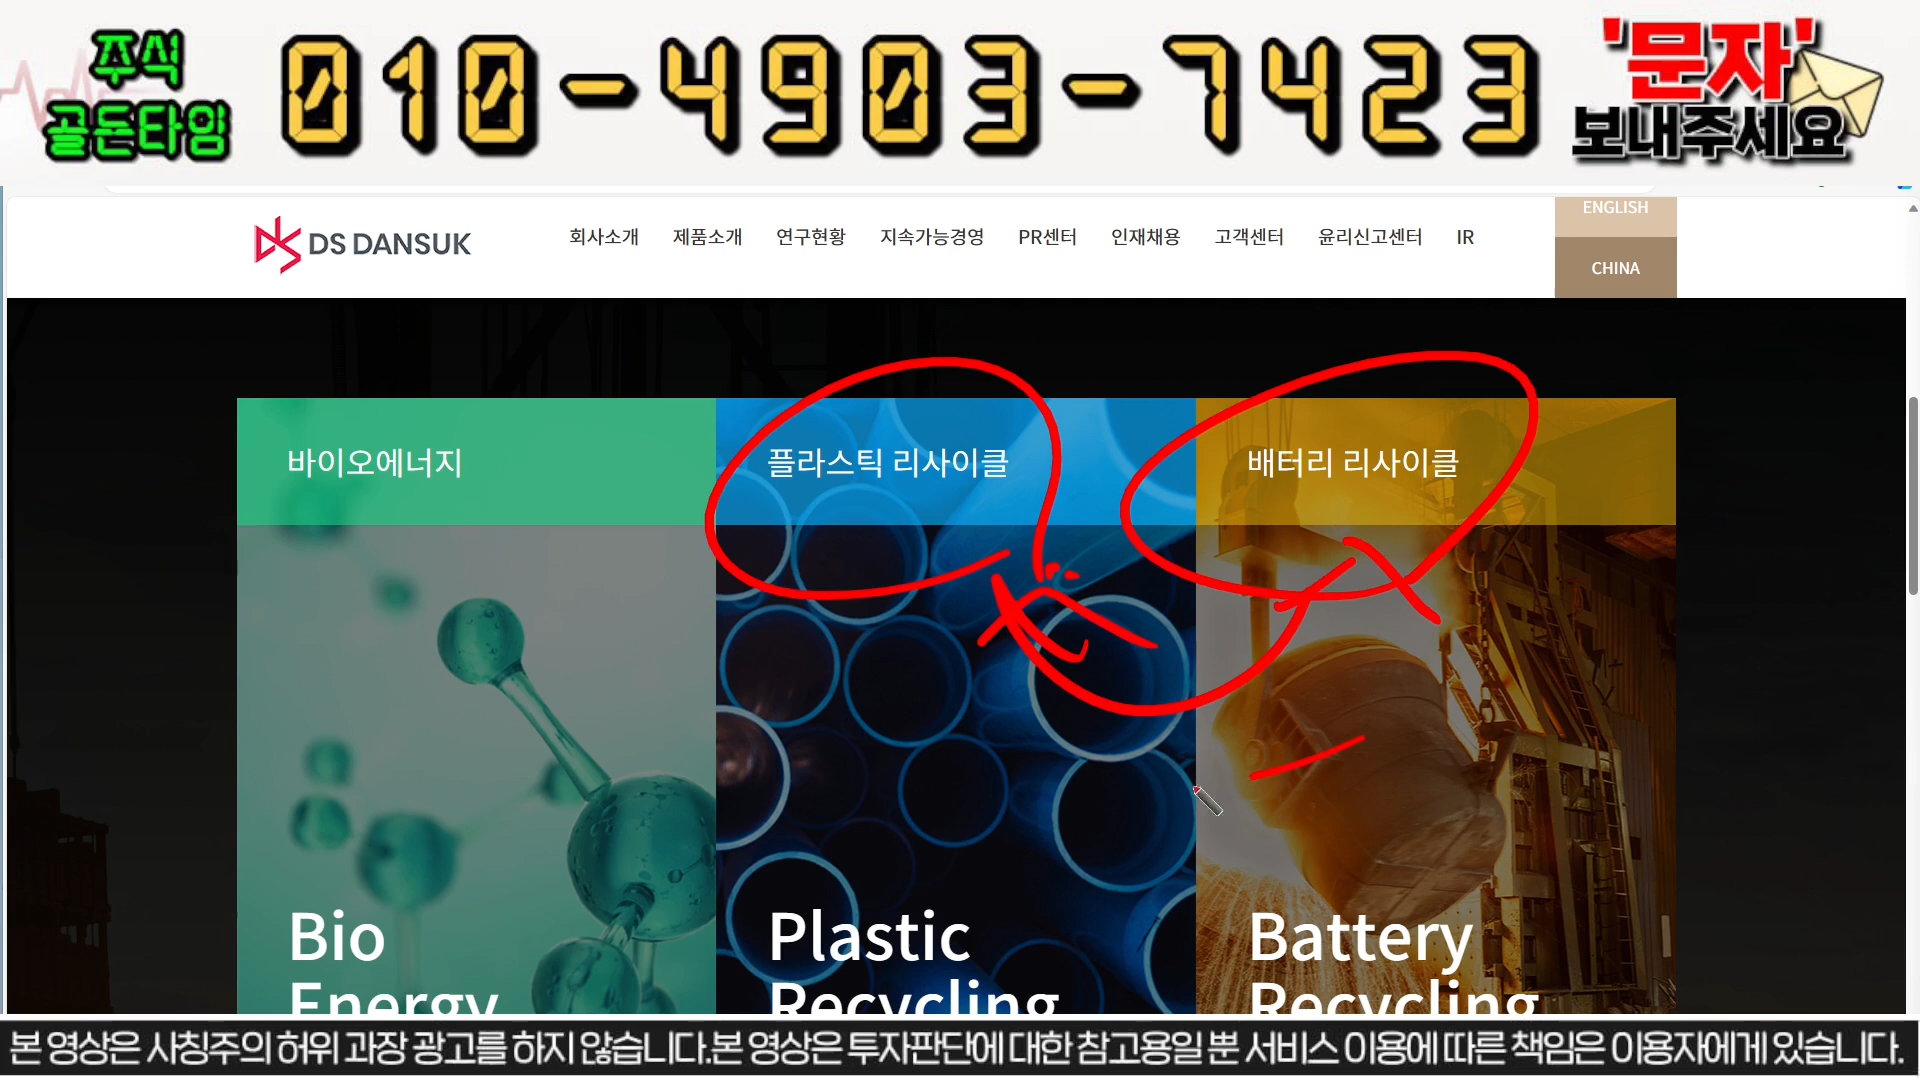 주식
골든타임
010-4903-7423
'문자'
보내주세요
DS DANSUK
회사소개 제품소개 연구현황 지속가능경영 PR센터 인재채용 고객센터 윤리신고센터 IR
ENGLISH
CHINA
바이오에너지
플라스틱 리사이클
배터리 리사이클
Bio
Energy
Plastic
Recycling
Battery
Recycling
본 영상은 사칭주의 허위 과장 광고를 하지 않습니다.본 영상은 투자판단에 대한 참고용일 뿐 서비스 이용에 따른 책임은 이용자에게 있습니다.